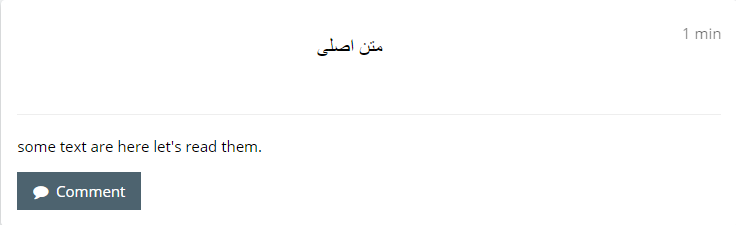 1 min
متن اصلی
some text are here let's read them.
Comment